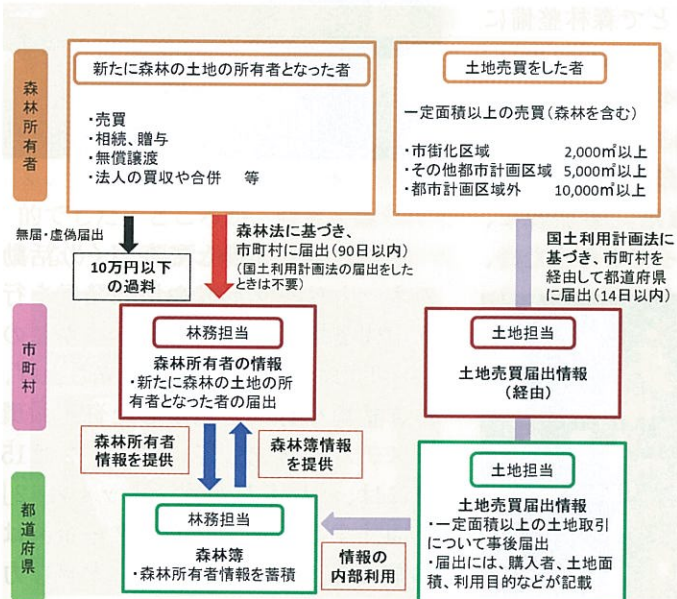 とで森林整備に
森林所有者
新たに森林の土地の所有者となった者
・売買
・相続、贈与
・無償譲渡
・法人の買収や合併　等
土地売買をした者
一定面積以上の売買（森林を含む）
・市街化区域　2,000㎡以上
・その他都市計画区域　5,000㎡以上
・都市計画区域外　10,000㎡以上
無届・虚偽届出
10万円以下
の過料
森林法に基づき、
市町村に届出（90日以内）
（国土利用計画法の届出をした
ときは不要）
国土利用計画法に
基づき、市町村を
経由して都道府県
に届出（14日以内）
市町村
林務担当
森林所有者の情報
・新たに森林の土地の所
有者となった者の届出
土地担当
土地売買届出情報
（経由）
森林所有者
情報を提供
森林簿情報
を提供
都道府県
林務担当
森林簿
・森林所有者情報を蓄積
情報の
内部利用
土地担当
土地売買届出情報
・一定面積以上の土地取引
について事後届出
・届出には、購入者、土地面
積、利用目的などが記載